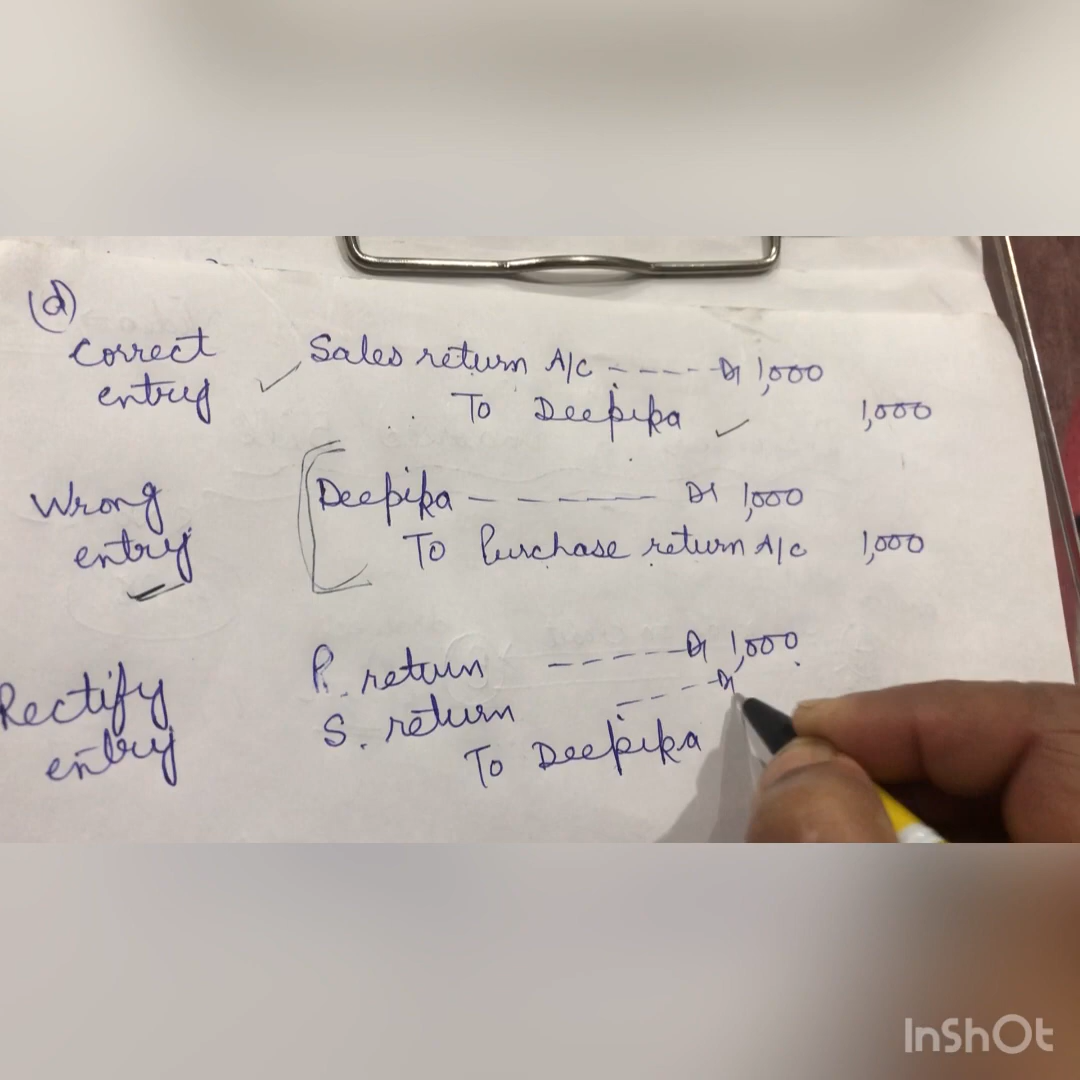 (d)
Correct Sales return A/c - - - - - Dr 1,000
entry To Deepika 1,000
Wrong Deepika - - - - - Dr 1,000
entry To Purchase return A/c 1,000
Rectify P. return - - - - - - Dr 1,000
entry S. return - - - - Dr
To Deepika
InShOt